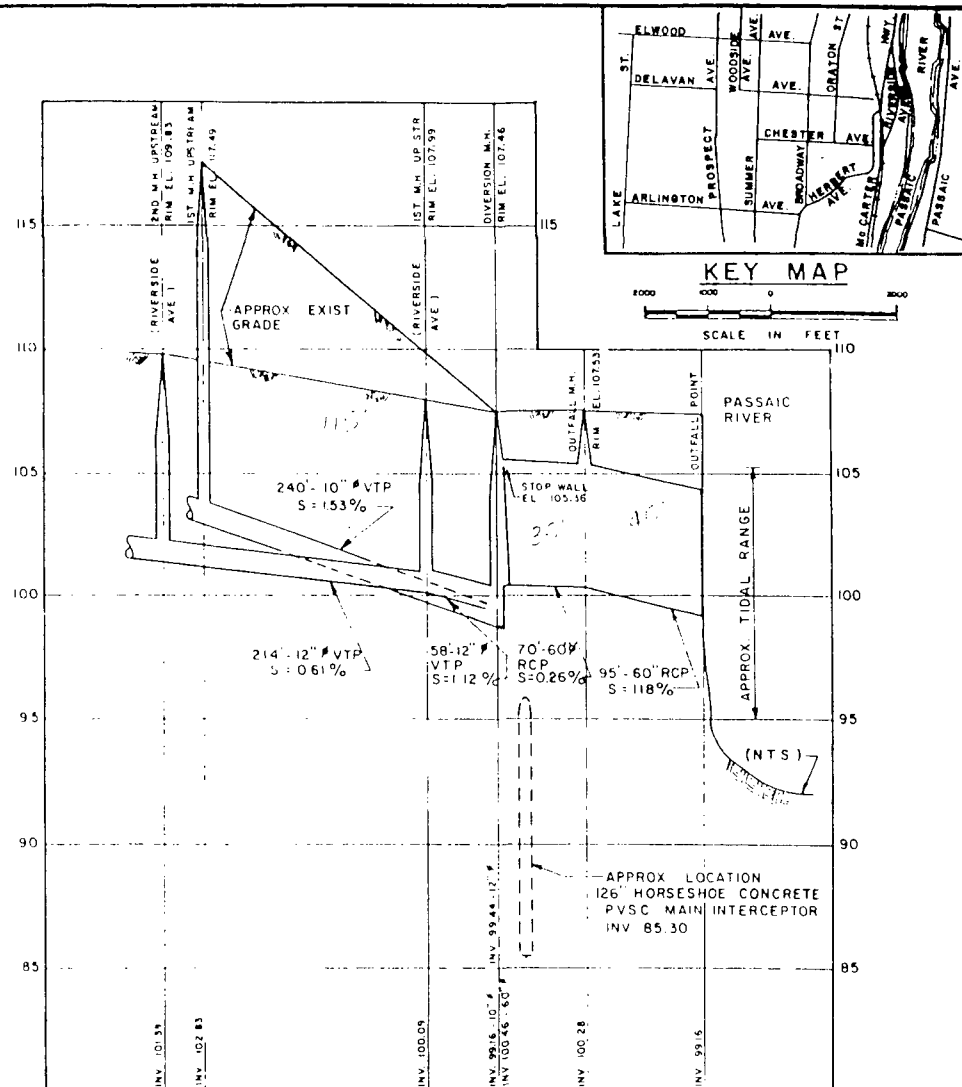 ELWOOD AVE.
DELAVAN AVE.
CHESTER AVE.
ARLINGTON AVE.
HERBERT AVE.
LAKE ST.
PROSPECT AVE.
WOODSIDE AVE.
SUMMER AVE.
BROADWAY
ORATON ST
McCARTER HWY
RIVERSIDE AVE.
PASSAIC RIVER
PASSAIC AVE.
KEY MAP
2000 1000 0 2000
SCALE IN FEET
2ND M.H. UPSTREAM
RIM EL. 109.83
(RIVERSIDE
AVE )
1ST M.H. UPSTREAM
RIM EL. 117.49
1ST M.H. UP STR
RIM EL. 107.99
(RIVERSIDE
AVE )
DIVERSION M.H.
RIM EL. 107.46
115
115
APPROX EXIST
GRADE
110
110
OUTFALL M.H.
RIM EL. 107.53
OUTFALL POINT
PASSAIC
RIVER
105
105
STOP WALL
EL 105.36
240'-10" ø VTP
S=1.53%
APPROX. TIDAL RANGE
100
100
214'-12" ø VTP
S=0.61%
58-12" ø
VTP
S=1.12%
70'-60"ø
RCP
S=0.26%
95'-60" RCP
S=1.18%
95
95
(NTS)
90
90
APPROX LOCATION
126" HORSESHOE CONCRETE
PVSC MAIN INTERCEPTOR
INV 85.30
85
85
INV. 101.39
INV 102.83
INV 100.09
INV. 99.44-12" ø
INV. 99.16-10" ø
INV 100.46-60" ø
INV. 100.28
INV 99.16